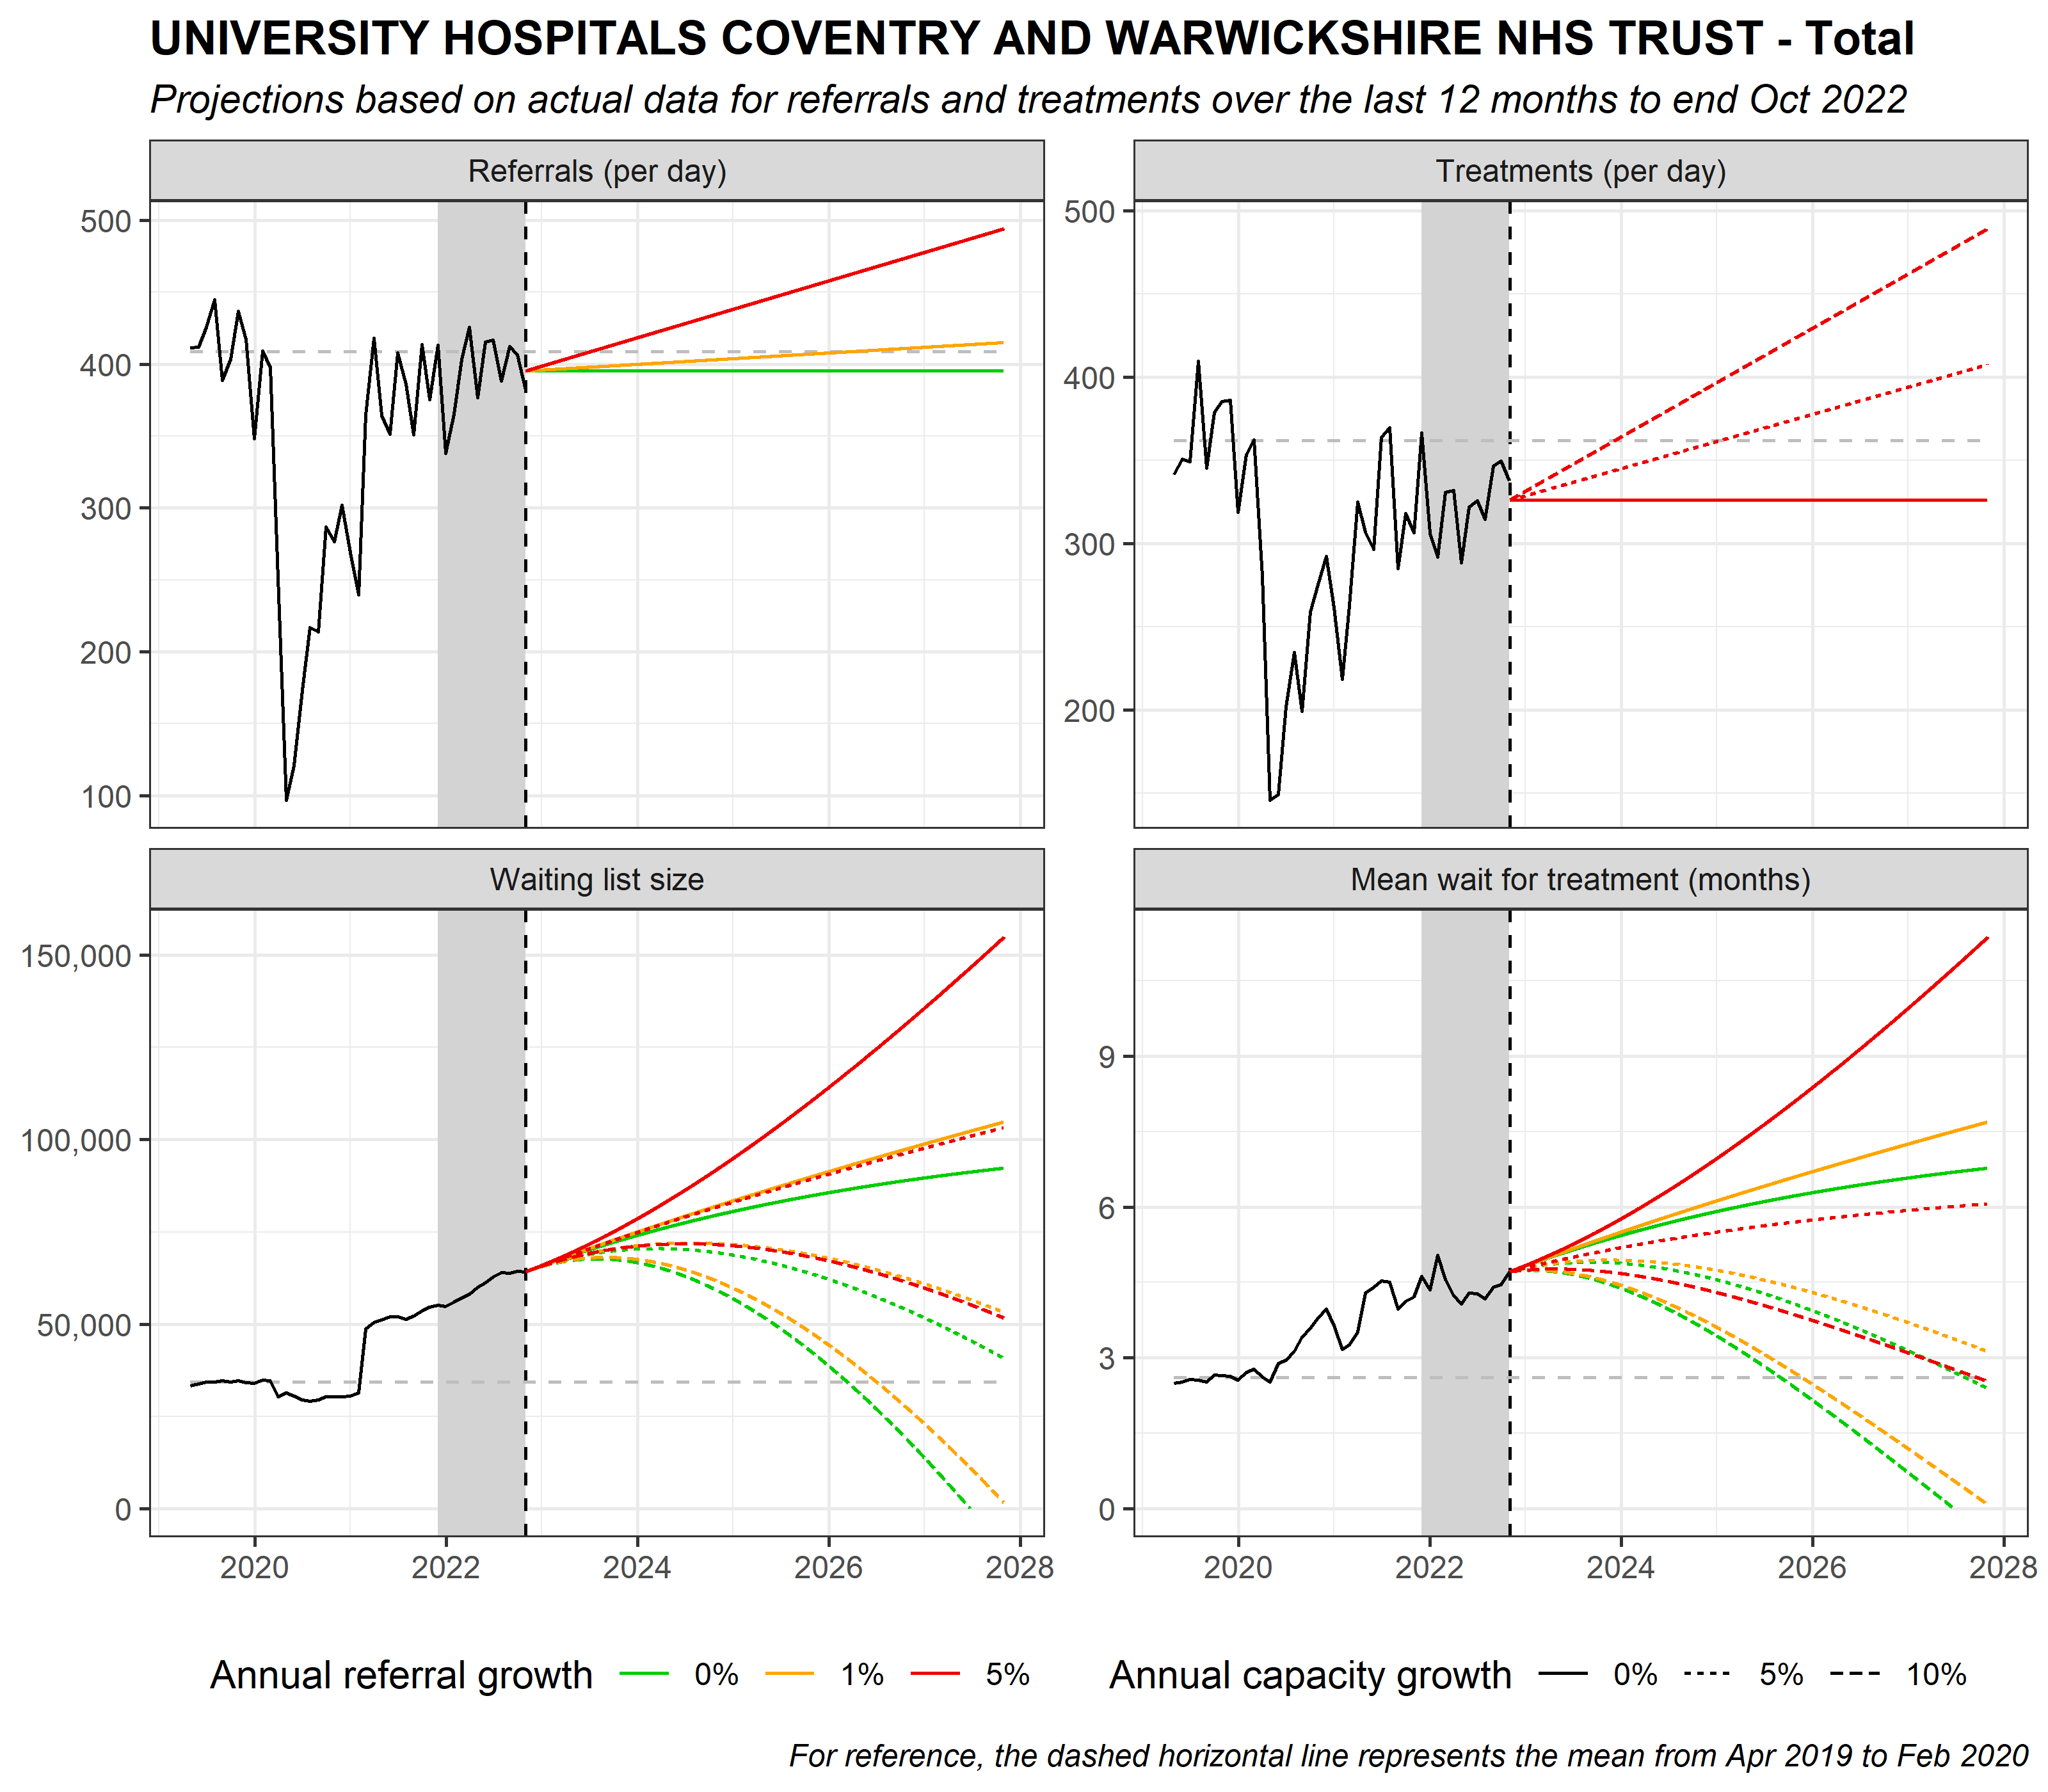 UNIVERSITY HOSPITALS COVENTRY AND WARWICKSHIRE NHS TRUST - Total
Projections based on actual data for referrals and treatments over the last 12 months to end Oct 2022
Referrals (per day)
500
400
300
200
100
Treatments (per day)
500
400
300
200
Waiting list size
150,000
100,000
50,000
0
2020 2022 2024 2026 2028
Mean wait for treatment (months)
9
6
3
0
2020 2022 2024 2026 2028
Annual referral growth 0% 1% 5%
Annual capacity growth 0% 5% 10%
For reference, the dashed horizontal line represents the mean from Apr 2019 to Feb 2020